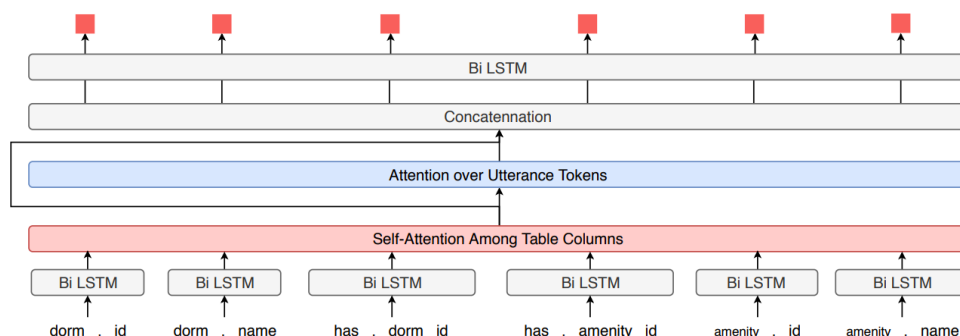 Bi LSTM
Concatennation
Attention over Utterance Tokens
Self-Attention Among Table Columns
Bi LSTM Bi LSTM Bi LSTM Bi LSTM Bi LSTM Bi LSTM
dorm . id dorm . name has . dorm id has . amenity id amenity . id amenity . name